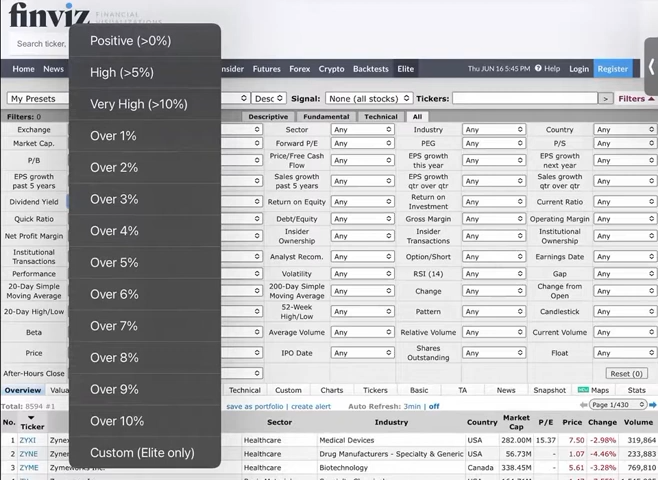 finviz FINANCIAL
VISUALIZATIONS
Search ticker,
Home News nsider Futures Forex Crypto Backtests Elite Thu JUN 16 5:45 PM Help Login Register
Positive (>0%)
High (>5%)
Very High (>10%)
Over 1%
Over 2%
Over 3%
Over 4%
Over 5%
Over 6%
Over 7%
Over 8%
Over 9%
Over 10%
Custom (Elite only)
My Presets Desc Signal: None (all stocks) Tickers: > Filters
Filters: 0 Descriptive Fundamental Technical All
Exchange Sector Any Industry Any Country Any
Market Cap. Forward P/E Any PEG Any P/S Any
P/B Price/Free Cash Flow Any EPS growth this year Any EPS growth next year Any
EPS growth past 5 years Sales growth past 5 years Any EPS growth qtr over qtr Any Sales growth qtr over qtr Any
Dividend Yield Return on Equity Any Return on Investment Any Current Ratio Any
Quick Ratio Debt/Equity Any Gross Margin Any Operating Margin Any
Net Profit Margin Insider Ownership Any Insider Transactions Any Institutional Ownership Any
Institutional Transactions Analyst Recom. Any Option/Short Any Earnings Date Any
Performance Volatility Any RSI (14) Any Gap Any
20-Day Simple Moving Average 200-Day Simple Moving Average Any Change Any Change from Open Any
20-Day High/Low 52-Week High/Low Any Pattern Any Candlestick Any
Beta Average Volume Any Relative Volume Any Current Volume Any
Price IPO Date Any Shares Outstanding Any Float Any
After-Hours Close Reset (0)
Overview Valua Technical Custom Charts Tickers Basic TA News Snapshot Maps Stats
Total: 8594 #1 save as portfolio | create alert Auto Refresh: 3min | off Page 1/430
No. Ticker Sector Industry Country Market Cap P/E Price Change Volume
1 ZYXI Zynex Healthcare Medical Devices USA 282.00M 15.37 7.50 -2.98% 319,864
2 ZYNE Zyner Healthcare Drug Manufacturers - Specialty & Generic USA 56.73M - 1.07 -4.46% 233,883
3 ZYME Zymeworks Inc. Healthcare Biotechnology Canada 338.45M - 5.61 -3.28% 769,810